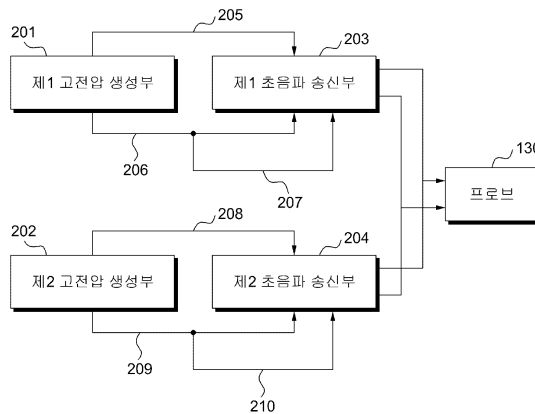 205
201
203
제1 고전압 생성부
제1 초음파 송신부
206
207
130
프로브
208
202
204
제2 고전압 생성부
제2 초음파 송신부
209
210